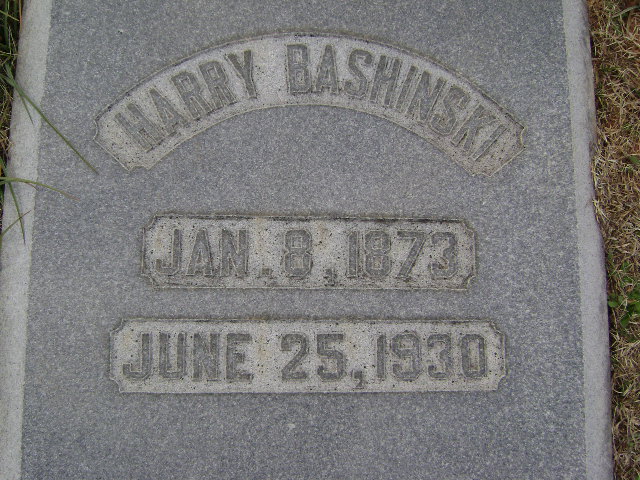 HARRY BASHINSKI
JAN. 8, 1873
JUNE 25, 1930